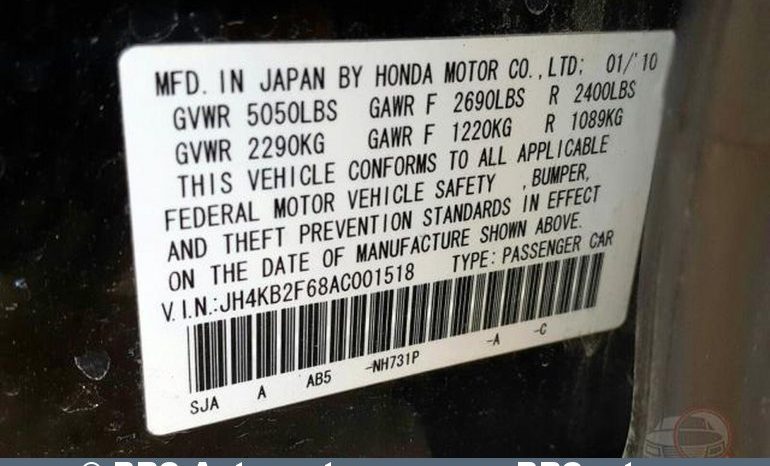 MFD. IN JAPAN BY HONDA MOTOR CO., LTD; 01/'10
GVWR 5050LBS GAWR F 2690LBS R 2400LBS
GVWR 2290KG GAWR F 1220KG R 1089KG
THIS VEHICLE CONFORMS TO ALL APPLICABLE
FEDERAL MOTOR VEHICLE SAFETY , BUMPER,
AND THEFT PREVENTION STANDARDS IN EFFECT
ON THE DATE OF MANUFACTURE SHOWN ABOVE.
V.I.N.:JH4KB2F68AC001518 TYPE: PASSENGER CAR
SJA A AB5 -NH731P -A -C